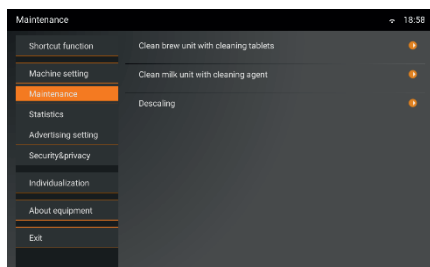 Maintenance 18:58
Shortcut function
Machine setting
Maintenance
Statistics
Advertising setting
Security&privacy
Individualization
About equipment
Exit
Clean brew unit with cleaning tablets
Clean milk unit with cleaning agent
Descaling